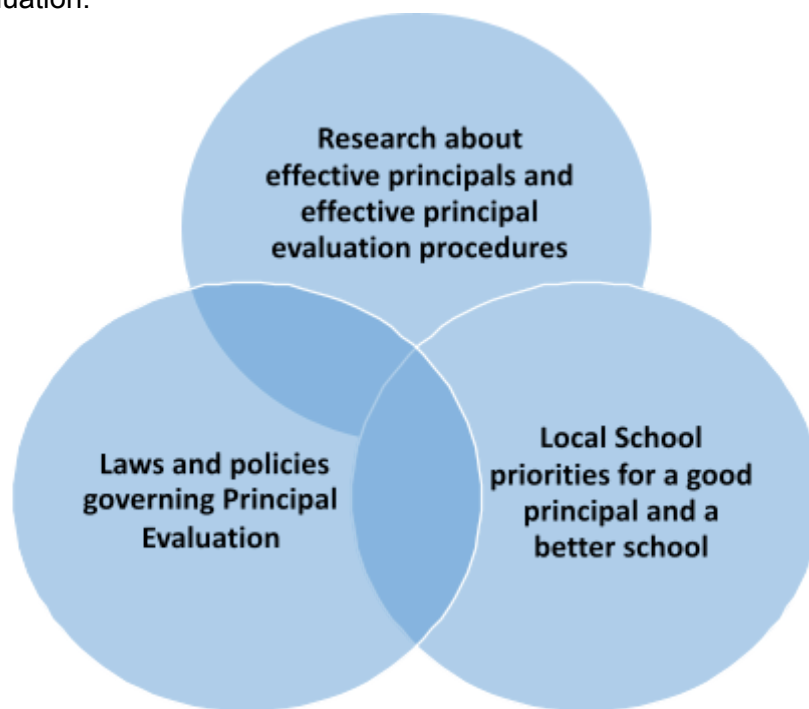 Research about
effective principals and
effective principal
evaluation procedures
Laws and policies
governing Principal
Evaluation
Local School
priorities for a good
principal and a
better school